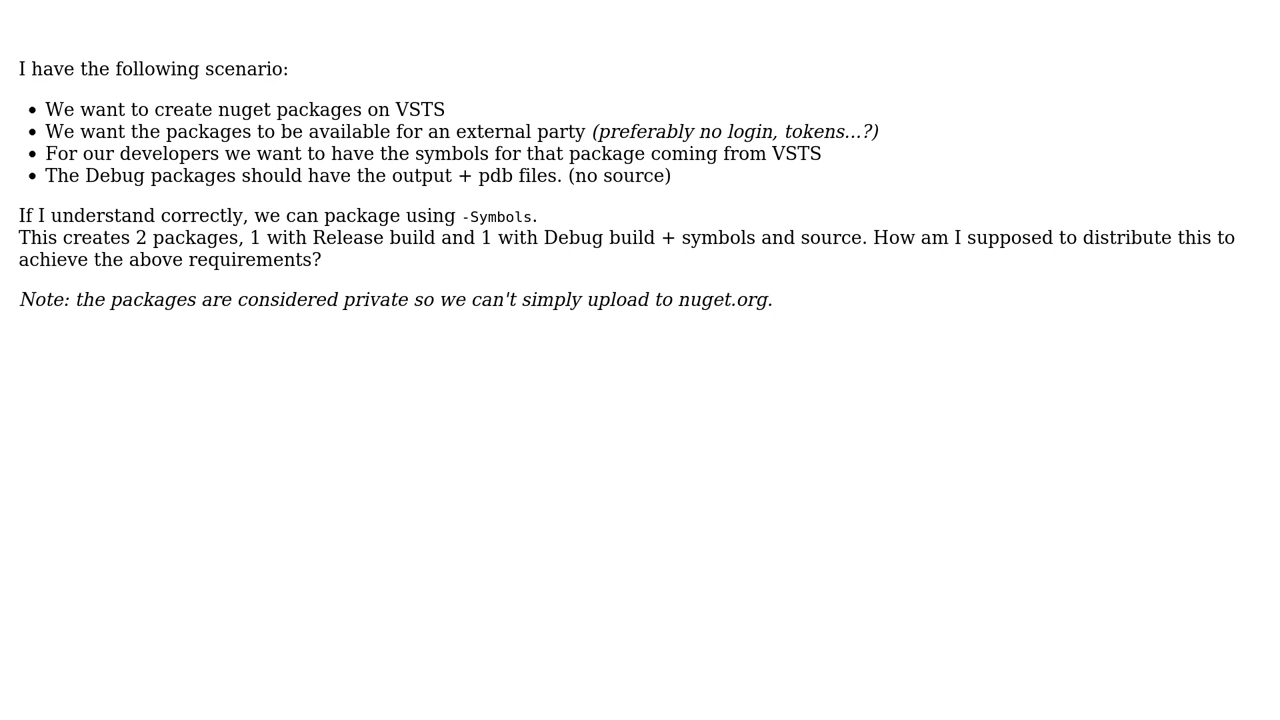 I have the following scenario:
• We want to create nuget packages on VSTS
• We want the packages to be available for an external party (preferably no login, tokens...?)
• For our developers we want to have the symbols for that package coming from VSTS
• The Debug packages should have the output + pdb files. (no source)
If I understand correctly, we can package using -Symbols.
This creates 2 packages, 1 with Release build and 1 with Debug build + symbols and source. How am I supposed to distribute this to
achieve the above requirements?
Note: the packages are considered private so we can't simply upload to nuget.org.